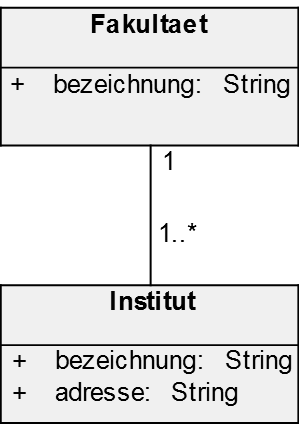 Fakultaet
+ bezeichnung: String
1
1..*
Institut
+ bezeichnung: String
+ adresse: String